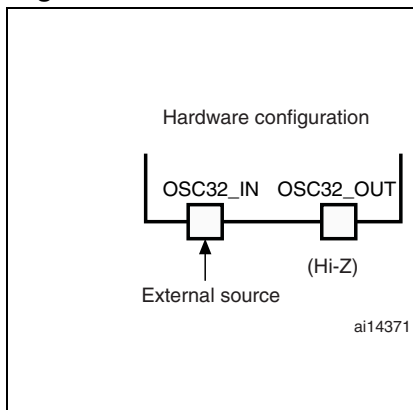 Hardware configuration
OSC32_IN OSC32_OUT
(Hi-Z)
External source
ai14371